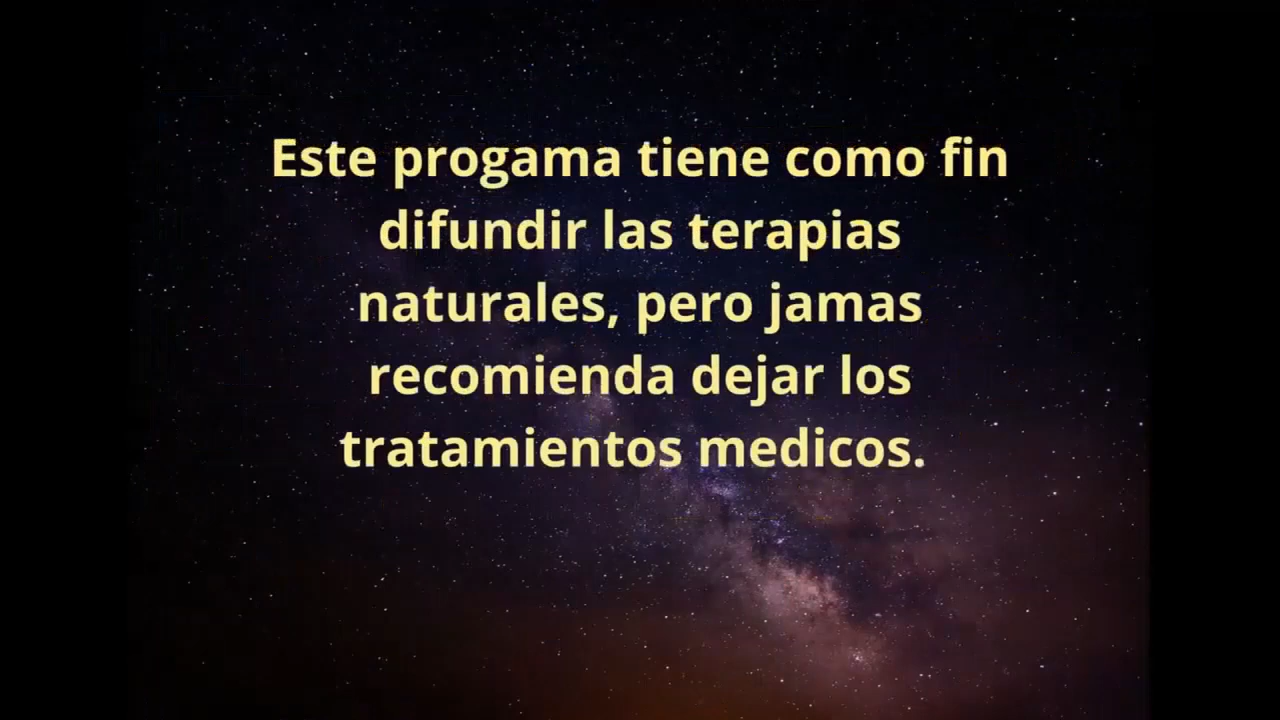 Este progama tiene como fin
difundir las terapias
naturales, pero jamas
recomienda dejar los
tratamientos medicos.